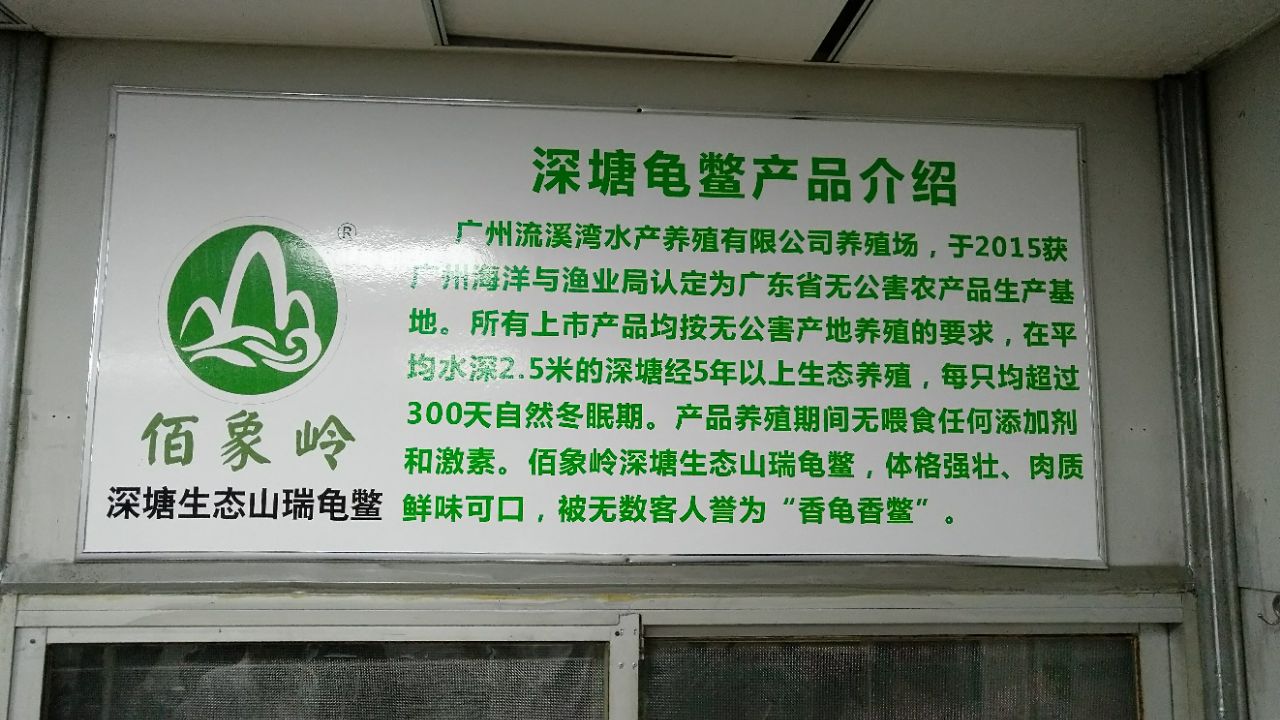 深塘龟鳖产品介绍
广州流溪湾水产养殖有限公司养殖场，于2015获
广州海洋与渔业局认定为广东省无公害农产品生产基
地。所有上市产品均按无公害产地养殖的要求，在平
均水深2.5米的深塘经5年以上生态养殖，每只均超过
300天自然冬眠期。产品养殖期间无喂食任何添加剂
和激素。佰象岭深塘生态山瑞龟鳖，体格强壮、肉质
鲜味可口，被无数客人誉为“香龟香鳖”。
®
佰象岭
深塘生态山瑞龟鳖